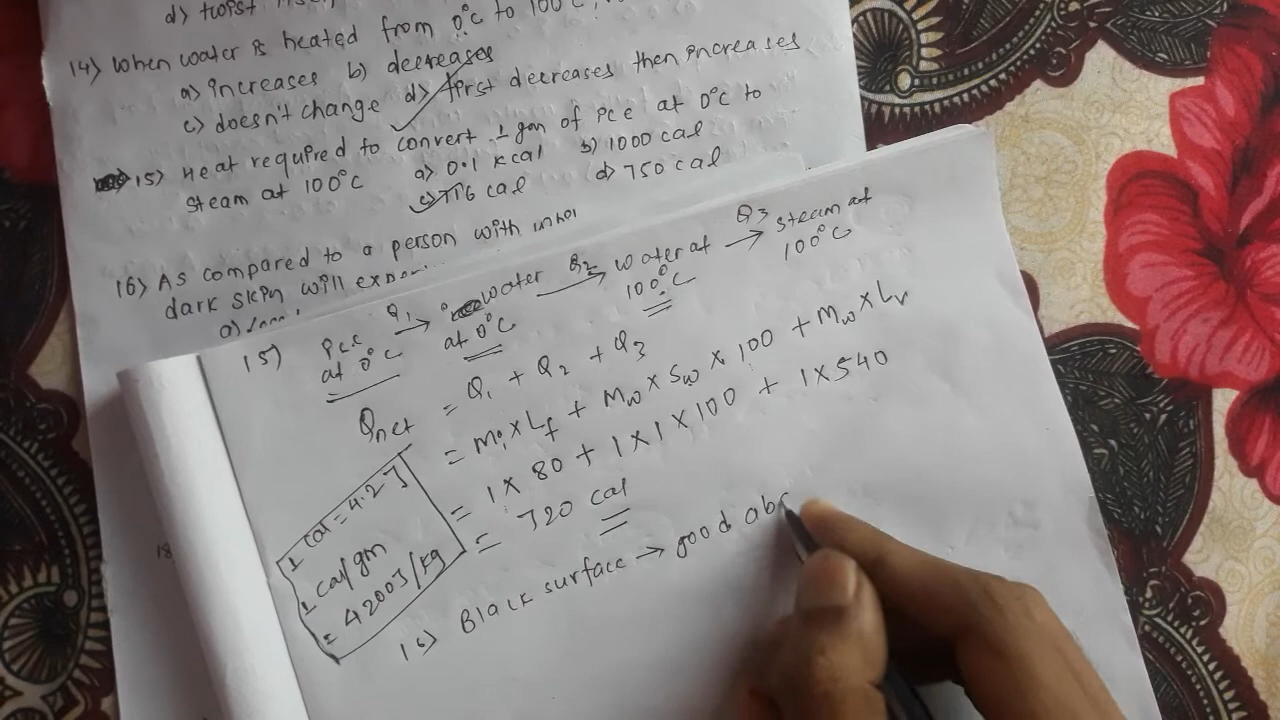 d) twist
14) When water is heated from 0°C to 100°C,
a) increases b) decreases
c) doesn't change d) first decreases then increases
15) Heat required to convert 1 gm of ice at 0°C to
steam at 100°C a) 0.1 kcal b) 1000 cal
c) 716 cal d) 750 cal
16) As compared to a person with
dark skin will
a)
15) ice at 0°C Q1 → water at 0°C Q2 → water at 100°C Q3 → steam at 100°C
Qnet = Q1 + Q2 + Q3
= Mi × Lf + Mw × Sw × 100 + Mw × Lv
= 1 × 80 + 1 × 1 × 100 + 1 × 540
= 720 cal
1 cal = 4.2 J
1 cal/gm
= 4200 J/kg
16) Black surface → good abs
18